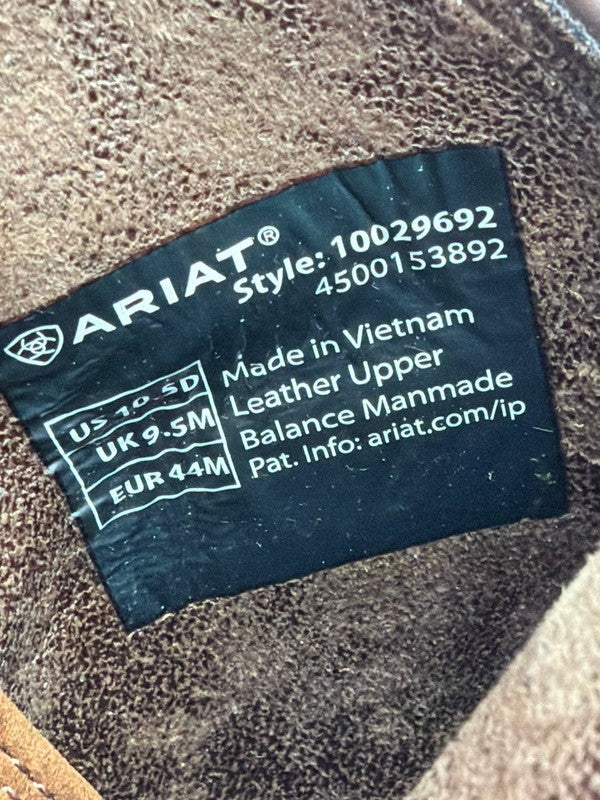 ARIAT®
Style: 10029692
4500153892
US 10.5D
UK 9.5M
EUR 44M
Made in Vietnam
Leather Upper
Balance Manmade
Pat. Info: ariat.com/ip